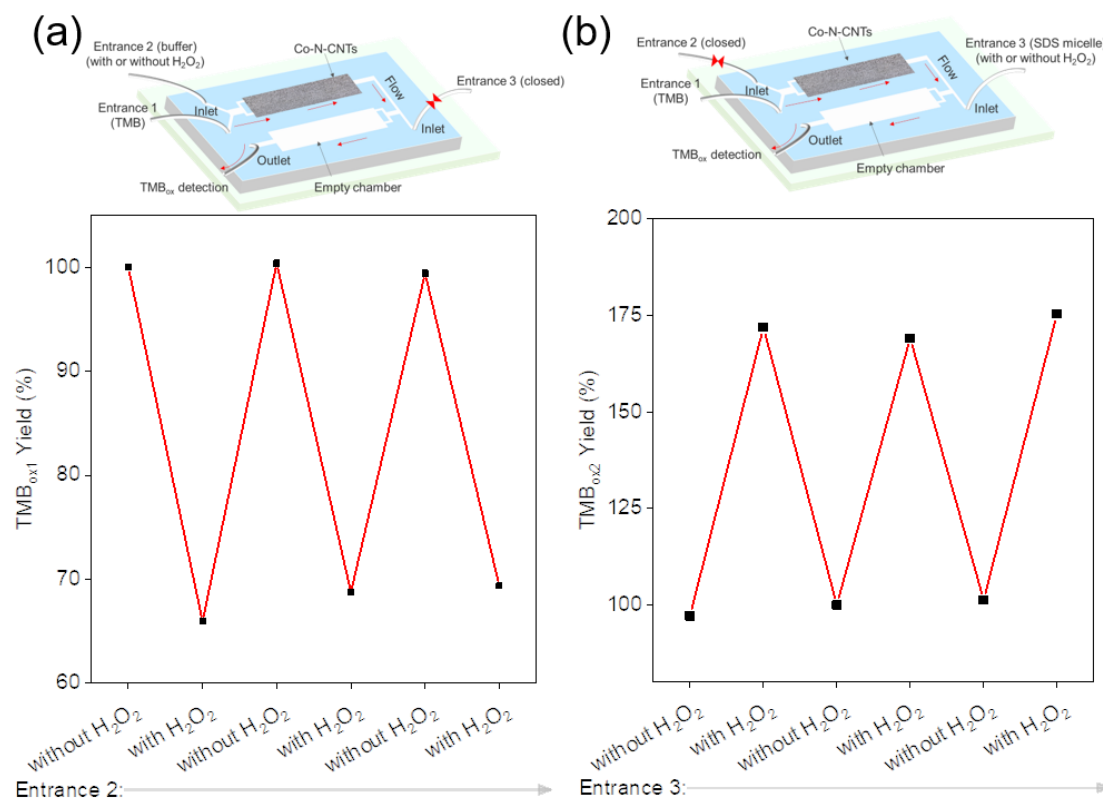 (a)
Entrance 2 (buffer)
(with or without H₂O₂)
Co-N-CNTs
Entrance 3 (closed)
Flow
Entrance 1
(TMB)
Inlet
Inlet
Outlet
TMBₒₓ detection
Empty chamber
TMBₒₓ₁ Yield (%)
100
90
80
70
60
without H₂O₂
with H₂O₂
without H₂O₂
with H₂O₂
without H₂O₂
with H₂O₂
Entrance 2:
(b)
Entrance 2 (closed)
Co-N-CNTs
Entrance 3 (SDS micelle)
(with or without H₂O₂)
Flow
Entrance 1
(TMB)
Inlet
Inlet
Outlet
TMBₒₓ detection
Empty chamber
TMBₒₓ₂ Yield (%)
200
175
150
125
100
without H₂O₂
with H₂O₂
without H₂O₂
with H₂O₂
without H₂O₂
with H₂O₂
Entrance 3: